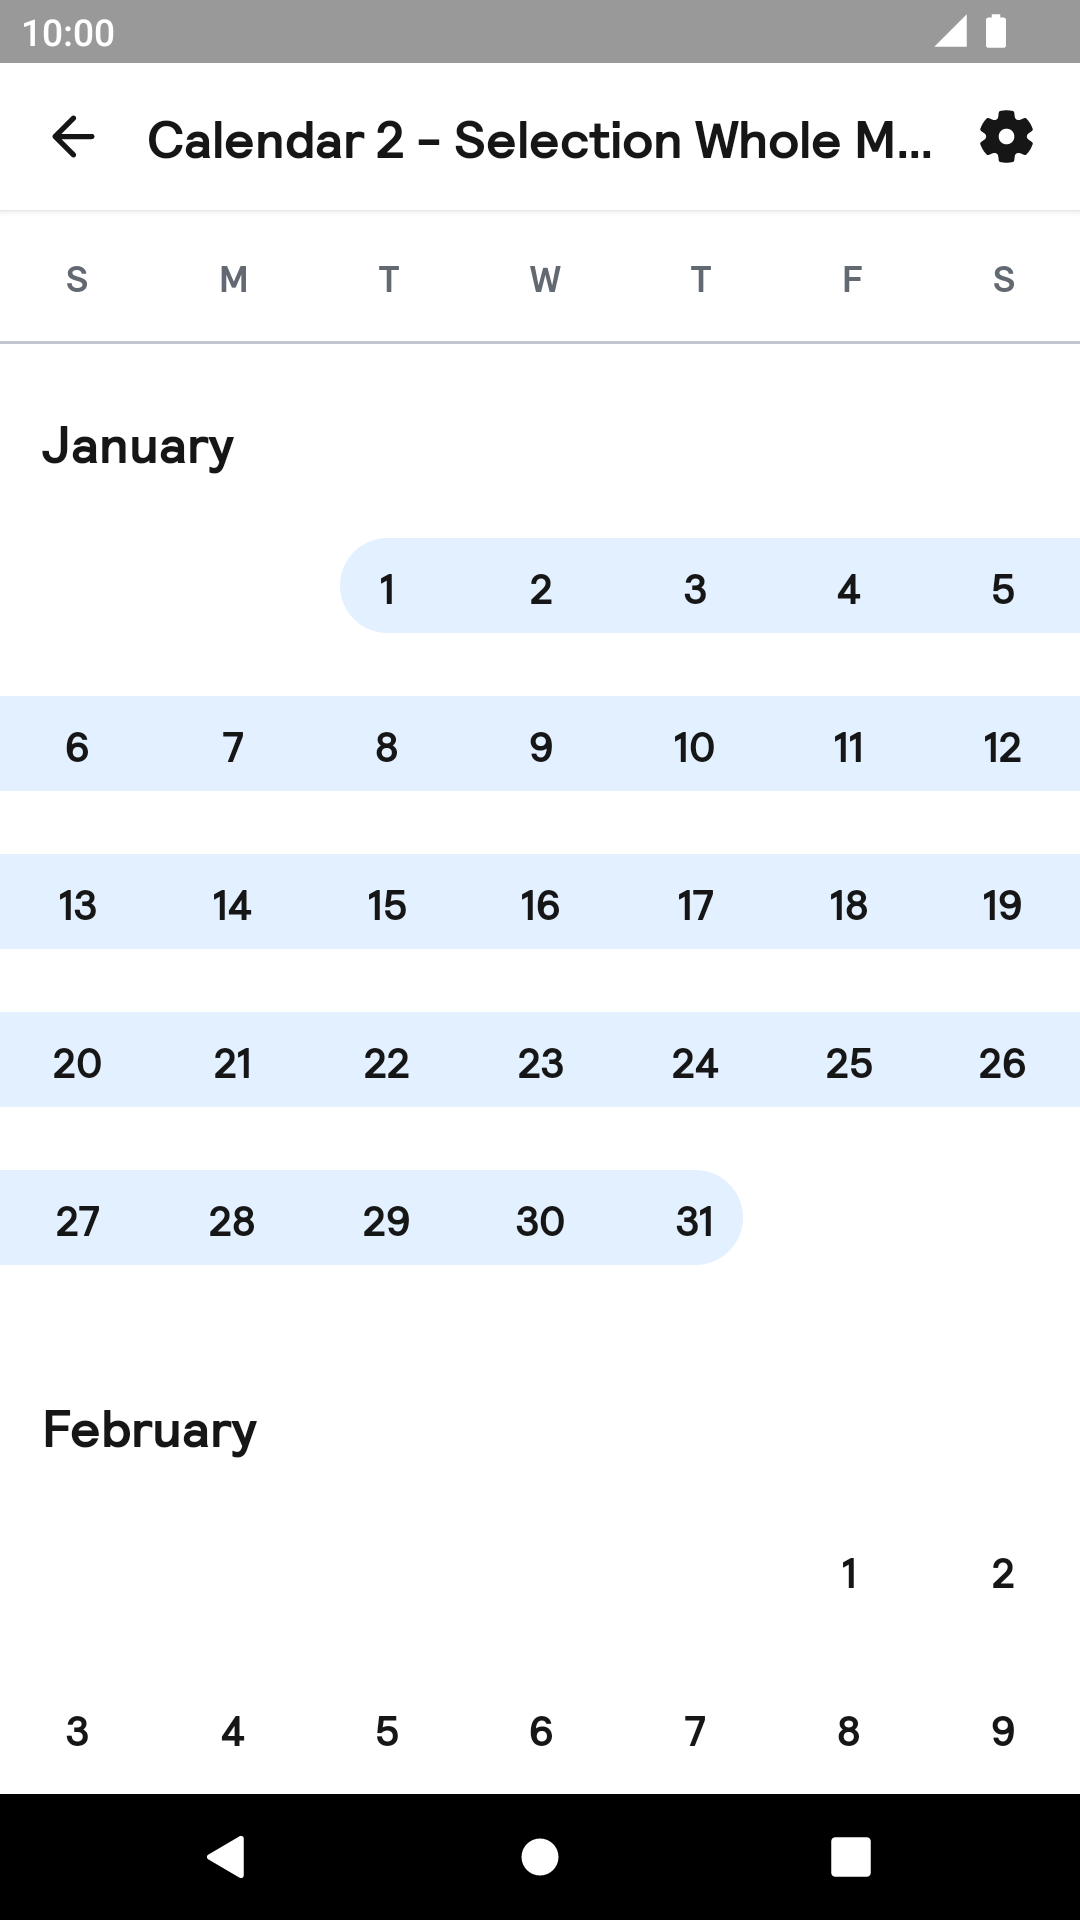 10:00
Calendar 2 – Selection Whole M...
S M T W T F S
January
1 2 3 4 5
6 7 8 9 10 11 12
13 14 15 16 17 18 19
20 21 22 23 24 25 26
27 28 29 30 31
February
1 2
3 4 5 6 7 8 9